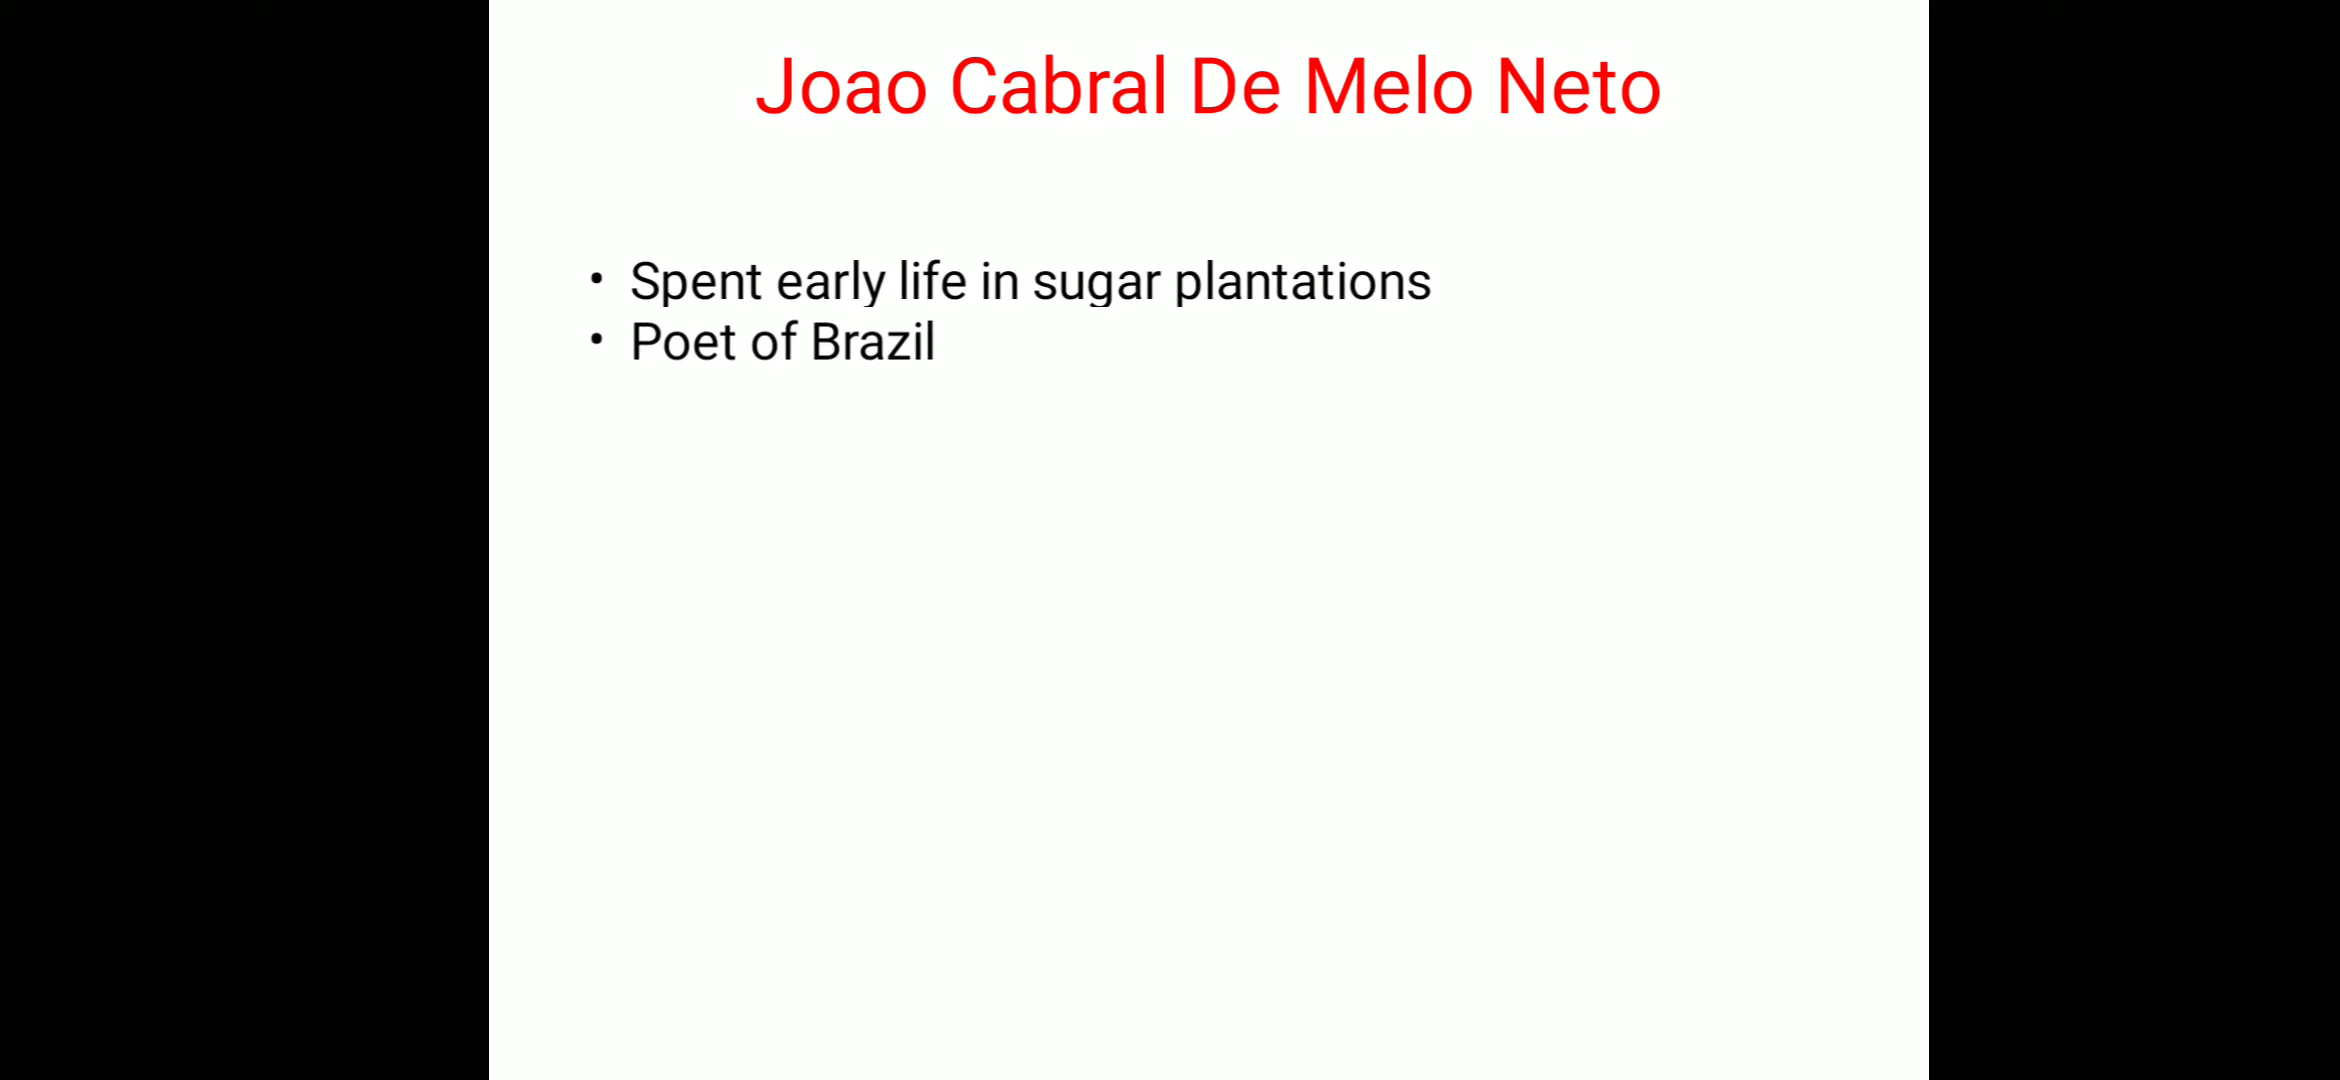 Joao Cabral De Melo Neto
• Spent early life in sugar plantations
• Poet of Brazil